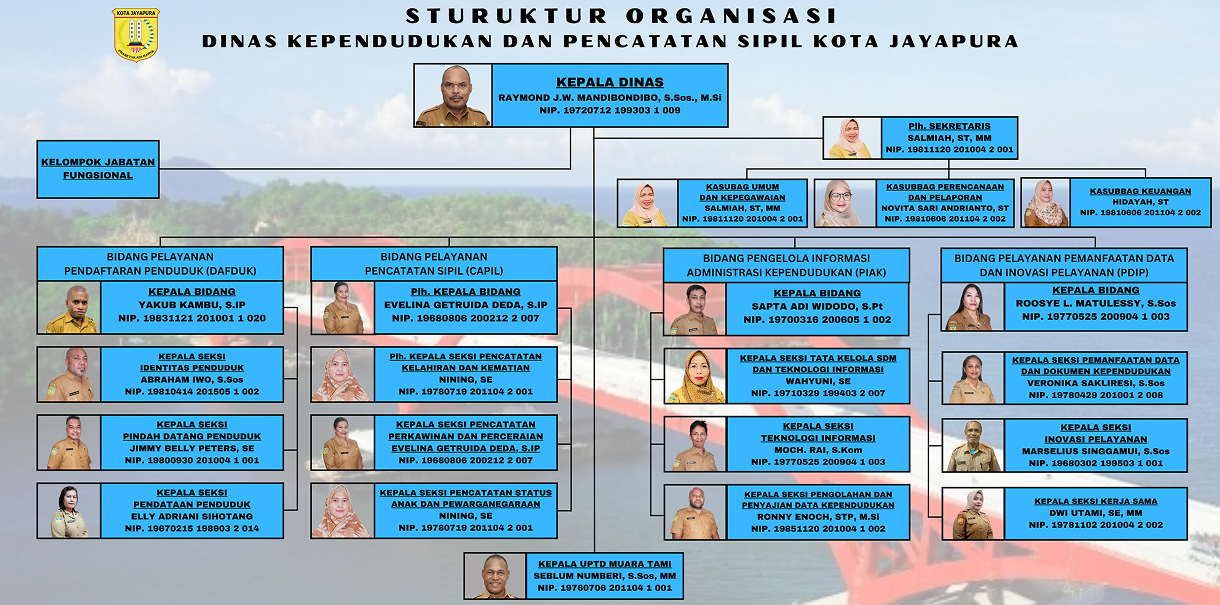 KOTA JAYAPURA
STURUKTUR ORGANISASI
DINAS KEPENDUDUKAN DAN PENCATATAN SIPIL KOTA JAYAPURA
KEPALA DINAS
RAYMOND J.W. MANDIBONDIBO, S.Sos., M.Si
NIP. 19720712 199303 1 009
Plh. SEKRETARIS
SALMIAH, ST, MM
NIP. 19811120 201004 2 001
KELOMPOK JABATAN
FUNGSIONAL
KASUBAG UMUM
DAN KEPEGAWAIAN
SALMIAH, ST, MM
NIP. 19811120 201004 2 001
KASUBBAG PERENCANAAN
DAN PELAPORAN
NOVITA SARI ANDRIANTO, ST
NIP. 19810606 201104 2 002
KASUBBAG KEUANGAN
HIDAYAH, ST
NIP. 19810606 201104 2 002
BIDANG PELAYANAN
PENDAFTARAN PENDUDUK (DAFDUK)
KEPALA BIDANG
YAKUB KAMBU, S.IP
NIP. 19831121 201001 1 020
KEPALA SEKSI
IDENTITAS PENDUDUK
ABRAHAM IWO, S.Sos
NIP. 19810414 201505 1 002
KEPALA SEKSI
PINDAH DATANG PENDUDUK
JIMMY BELLY PETERS, SE
NIP. 19800930 201004 1 001
KEPALA SEKSI
PENDATAAN PENDUDUK
ELLY ADRIANI SIHOTANG
NIP. 19670215 198903 2 014
BIDANG PELAYANAN
PENCATATAN SIPIL (CAPIL)
Plh. KEPALA BIDANG
EVELINA GETRUIDA DEDA, S.IP
NIP. 19680806 200212 2 007
Plh. KEPALA SEKSI PENCATATAN
KELAHIRAN DAN KEMATIAN
NINING, SE
NIP. 19780719 201104 2 001
KEPALA SEKSI PENCATATAN
PERKAWINAN DAN PERCERAIAN
EVELINA GETRUIDA DEDA, S.IP
NIP. 19680806 200212 2 007
KEPALA SEKSI PENCATATAN STATUS
ANAK DAN PEWARGANEGARAAN
NINING, SE
NIP. 19780719 201104 2 001
BIDANG PENGELOLA INFORMASI
ADMINISTRASI KEPENDUDUKAN (PIAK)
KEPALA BIDANG
SAPTA ADI WIDODO, S.Pt
NIP. 19700316 200605 1 002
KEPALA SEKSI TATA KELOLA SDM
DAN TEKNOLOGI INFORMASI
WAHYUNI, SE
NIP. 19710329 199403 2 007
KEPALA SEKSI
TEKNOLOGI INFORMASI
MOCH. RAI, S.Kom
NIP. 19770525 200904 1 003
KEPALA SEKSI PENGOLAHAN DAN
PENYAJIAN DATA KEPENDUDUKAN
RONNY ENOCH, STP, M.Si
NIP. 19851120 201004 1 002
BIDANG PELAYANAN PEMANFAATAN DATA
DAN INOVASI PELAYANAN (PDIP)
KEPALA BIDANG
ROOSYE L. MATULESSY, S.Sos
NIP. 19770525 200904 1 003
KEPALA SEKSI PEMANFAATAN DATA
DAN DOKUMEN KEPENDUDUKAN
VERONIKA SAKLIRESI, S.Sos
NIP. 19780429 201001 2 008
KEPALA SEKSI
INOVASI PELAYANAN
MARSELIUS SINGGAMUI, S.Sos
NIP. 19680302 199503 1 001
KEPALA SEKSI KERJA SAMA
DWI UTAMI, SE, MM
NIP. 19781102 201004 2 002
KEPALA UPTD MUARA TAMI
SEBLUM NUMBERI, S.Sos, MM
NIP. 19760706 201104 1 001